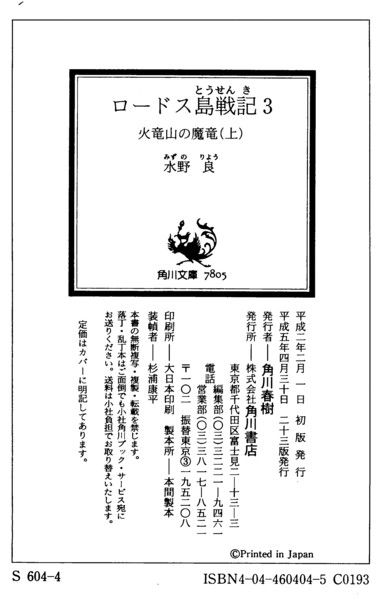 とうせん き
ロードス島戦記3
火竜山の魔竜(上)
みずの りょう
水野 良
角川文庫 7805
平成二年二月 一 日 初 版 発 行
平成五年四月三十日 二十三版発行
発行者──角川春樹
発行所──株式会社角川書店
東京都千代田区富士見二─十三─三
電話 編集部(〇三)三二三一─九四六一
営業部(〇三)三八一七─八五二一
〒一〇二 振替東京③一九五二〇八
印刷所──大日本印刷 製本所──本間製本
装幀者──杉浦康平
本書の無断複写・複製・転載を禁じます。
落丁・乱丁本はご面倒でも小社角川ブック・サービス宛に
お送りください。送料は小社負担でお取り替えいたします。
定価はカバーに明記してあります。
©Printed in Japan
S 604-4 ISBN4-04-460404-5 C0193